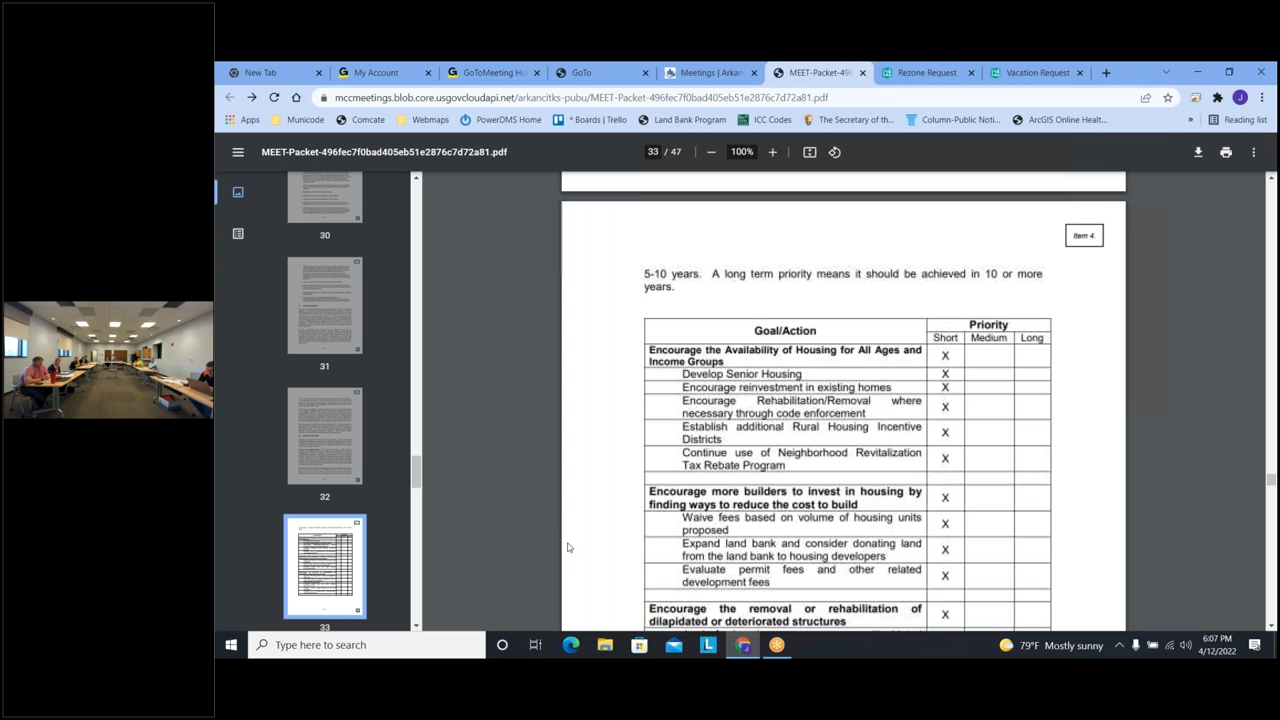 New Tab
My Account
GoToMeeting Hu
GoTo
Meetings | Arkan
MEET-Packet-496
Rezone Request
Vacation Request
mccmeetings.blob.core.usgovcloudapi.net/arkancitks-pubu/MEET-Packet-496fec7f0bad405eb51e2876c7d72a81.pdf
J
Apps
Municode
Comcate
Webmaps
PowerDMS Home
* Boards | Trello
Land Bank Program
ICC Codes
The Secretary of th...
Column-Public Noti...
ArcGIS Online Healt...
»
Reading list
MEET-Packet-496fec7f0bad405eb51e2876c7d72a81.pdf
33 / 47
100%
30
31
32
33
Item 4.
5-10 years. A long term priority means it should be achieved in 10 or more
years.
Goal/Action
Priority
Short Medium Long
Encourage the Availability of Housing for All Ages and
Income Groups
X
Develop Senior Housing X
Encourage reinvestment in existing homes X
Encourage Rehabilitation/Removal where
necessary through code enforcement
X
Establish additional Rural Housing Incentive
Districts
X
Continue use of Neighborhood Revitalization
Tax Rebate Program
X
Encourage more builders to invest in housing by
finding ways to reduce the cost to build
X
Waive fees based on volume of housing units
proposed
X
Expand land bank and consider donating land
from the land bank to housing developers
X
Evaluate permit fees and other related
development fees
X
Encourage the removal or rehabilitation of
dilapidated or deteriorated structures
X
Type here to search
L
79°F Mostly sunny
6:07 PM
4/12/2022